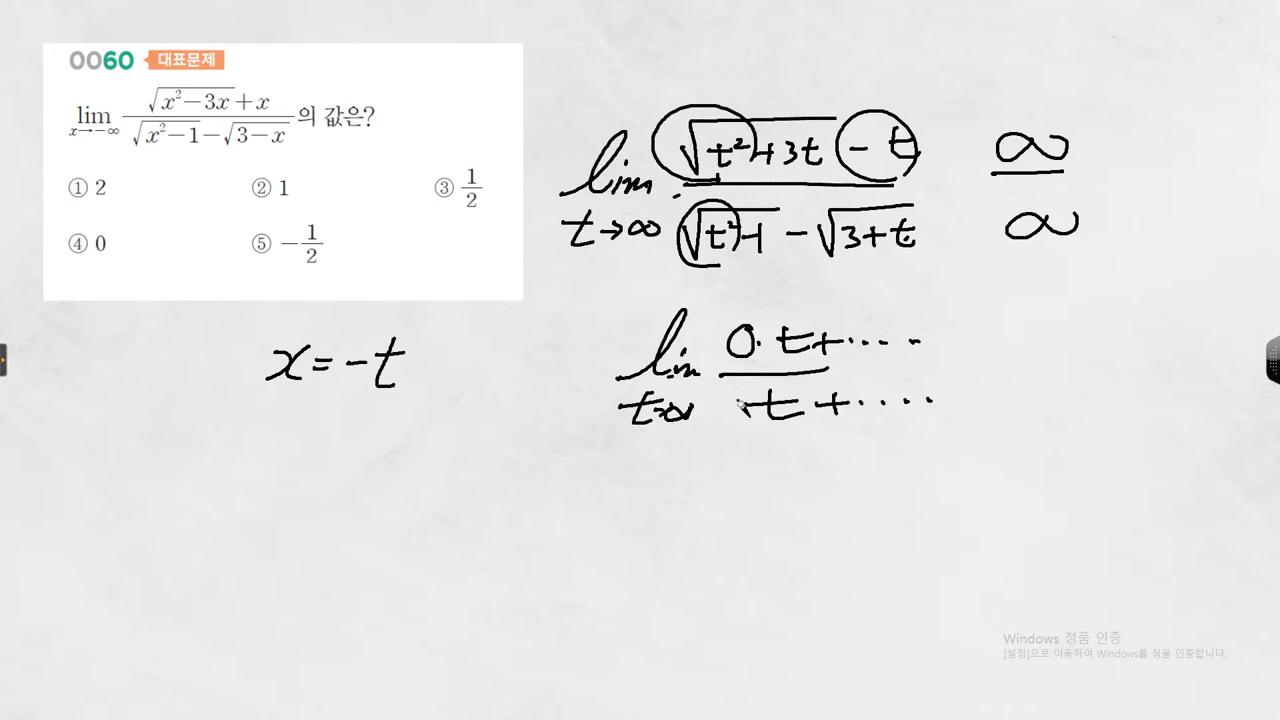 0060 대표문제
lim x→-∞ (√(x²-3x)+x)/(√(x²-1)-√(3-x)) 의 값은?
① 2 ② 1 ③ 1/2
④ 0 ⑤ -1/2
lim t→∞ (√(t²+3t)-t)/(√(t²-1)-√(3+t)) ∞/∞
x=-t
lim t→∞ (0·t+····)/(t+····)
Windows 정품 인증
[설정]으로 이동하여 Windows를 정품 인증합니다.